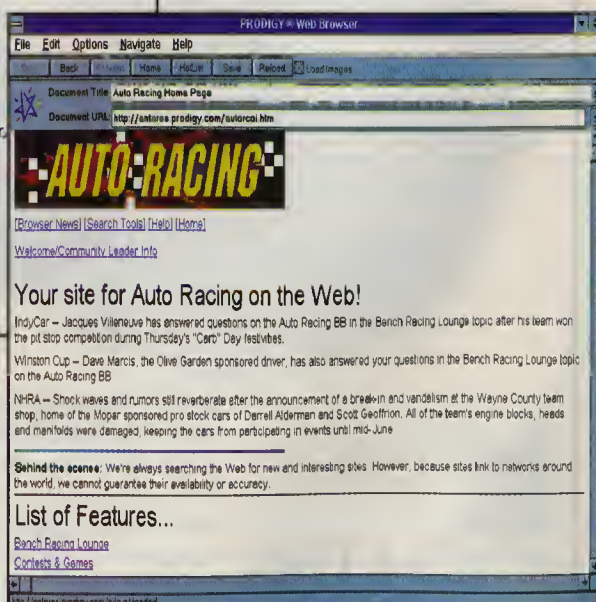 PRODIGY® Web Browser
File Edit Options Navigate Help
Back Home HotList Save Reload Load Images
Document Title: Auto Racing Home Page
Document URL: http://antares.prodigy.com/autorcoi.htm
AUTO RACING
[Browser News] [Search Tools] [Help] [Home]
Welcome/Community Leader Info
Your site for Auto Racing on the Web!
IndyCar -- Jacques Villeneuve has answered questions on the Auto Racing BB in the Bench Racing Lounge topic after his team won
the pit stop competition during Thursday's "Carb" Day festivities.
Winston Cup -- Dave Marcis, the Olive Garden sponsored driver, has also answered your questions in the Bench Racing Lounge topic
on the Auto Racing BB
NHRA -- Shock waves and rumors still reverberate after the announcement of a break-in and vandalism at the Wayne County team
shop, home of the Mopar sponsored pro stock cars of Darrell Alderman and Scott Geoffrion. All of the team's engine blocks, heads
and manifolds were damaged, keeping the cars from participating in events until mid-June
Behind the scenes: We're always searching the Web for new and interesting sites. However, because sites link to networks around
the world, we cannot guarantee their availability or accuracy.
List of Features...
Bench Racing Lounge
Contests & Games